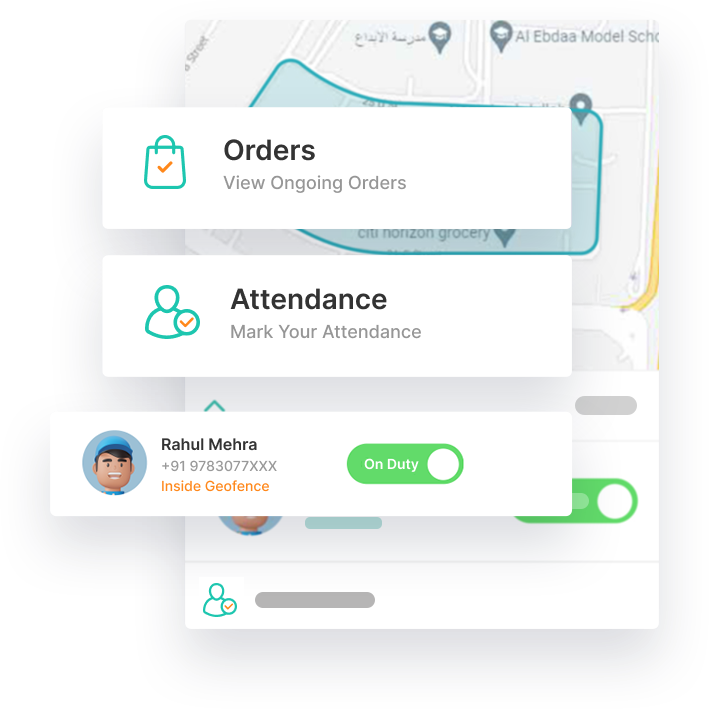 a Street
مدرسة الإبداع
Al Ebdaa Model Scho
Orders
View Ongoing Orders
citi horizon grocery
Attendance
Mark Your Attendance
Rahul Mehra
+91 9783077XXX
Inside Geofence
On Duty